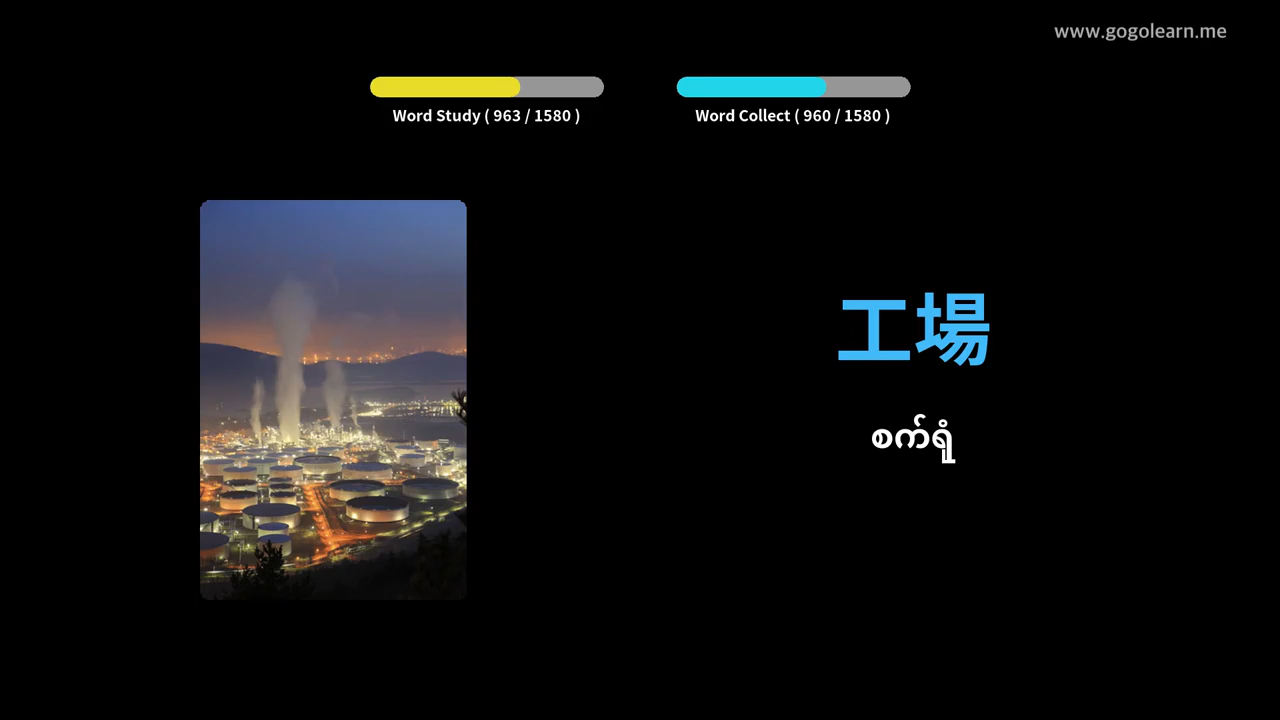 www.gogolearn.me
Word Study ( 963 / 1580 )
Word Collect ( 960 / 1580 )
工場
စက်ရုံ